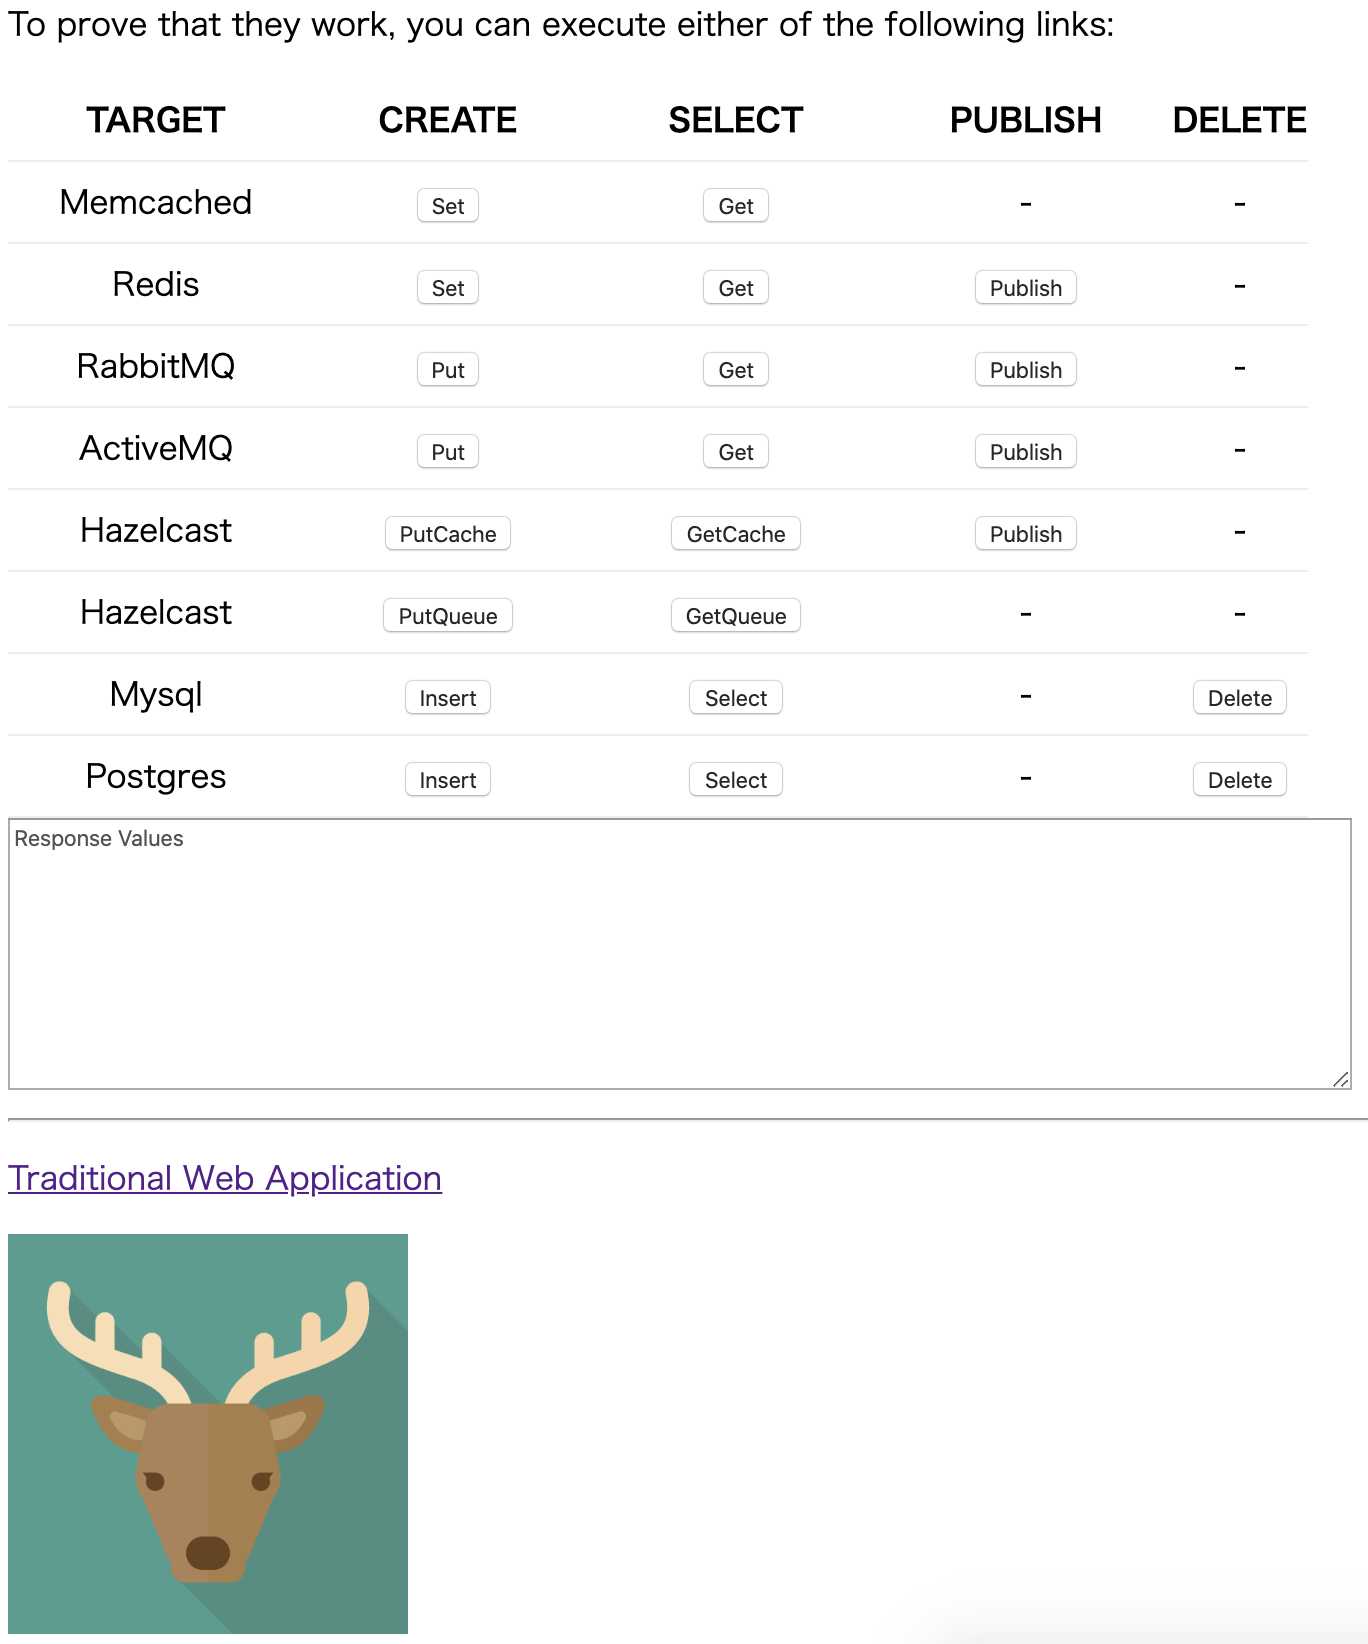 To prove that they work, you can execute either of the following links:
TARGET CREATE SELECT PUBLISH DELETE
Memcached Set Get - -
Redis Set Get Publish -
RabbitMQ Put Get Publish -
ActiveMQ Put Get Publish -
Hazelcast PutCache GetCache Publish -
Hazelcast PutQueue GetQueue - -
Mysql Insert Select - Delete
Postgres Insert Select - Delete
Response Values
Traditional Web Application